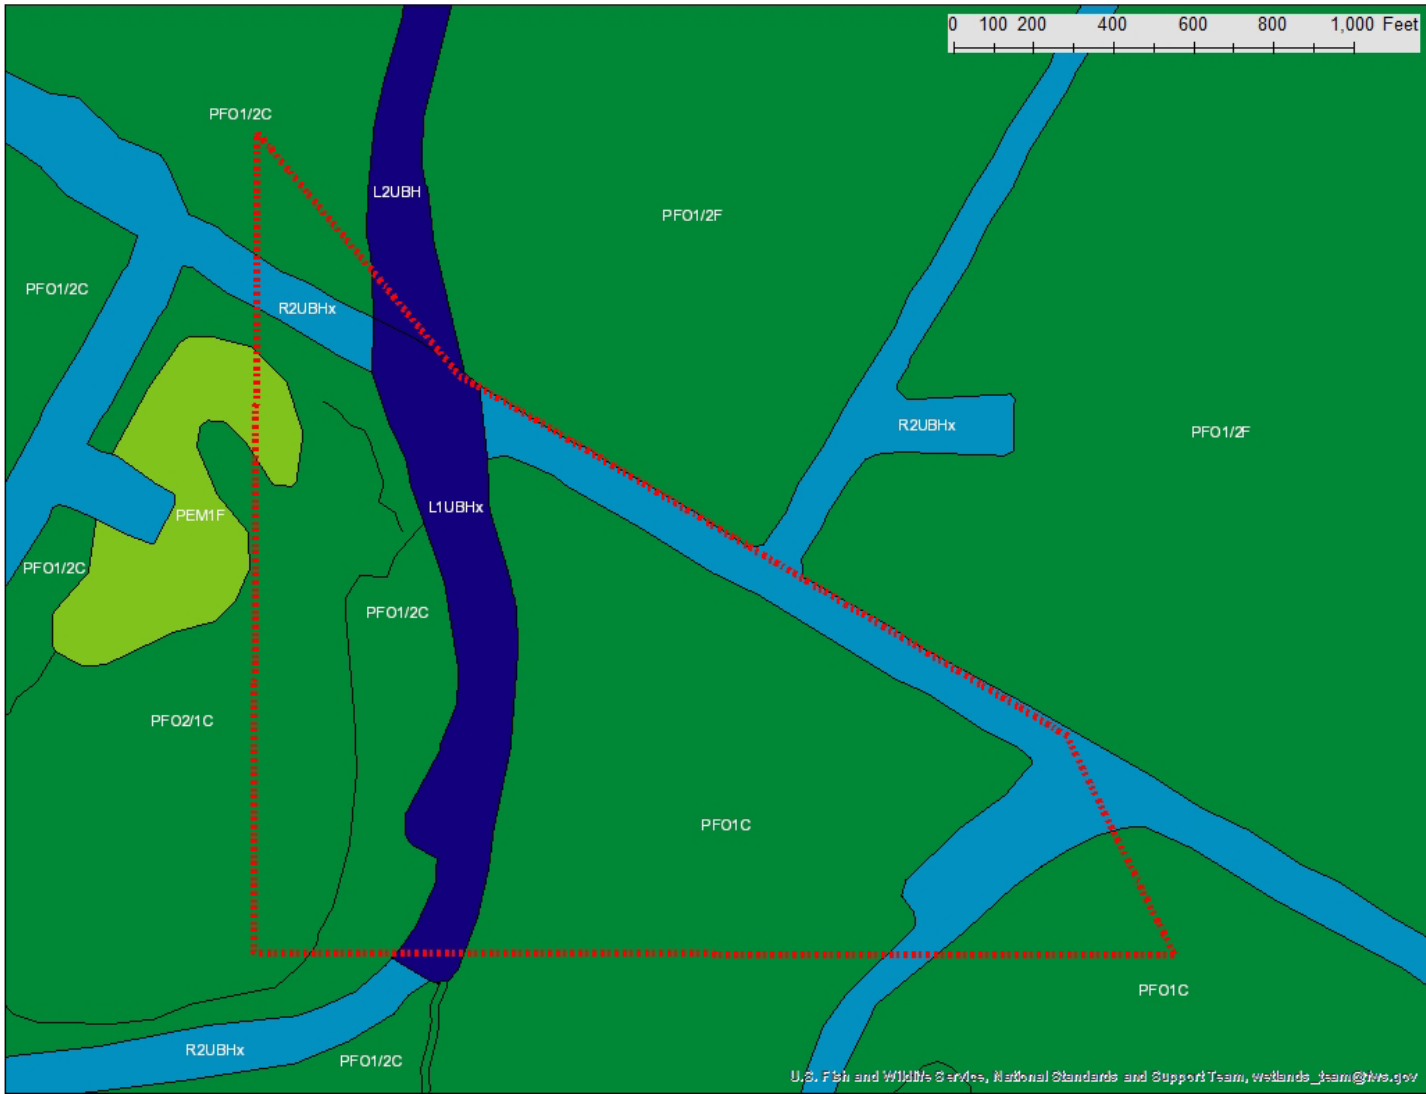 0 100 200 400 600 800 1,000 Feet
PFO1/2C
L2UBH
PFO1/2F
PFO1/2C
R2UBHx
R2UBHx
PFO1/2F
L1UBHx
PEM1F
PFO1/2C
PFO1/2C
PFO2/1C
PFO1C
PFO1C
R2UBHx
PFO1/2C
U.S. Fish and Wildlife Service, National Standards and Support Team, wetlands_team@fws.gov